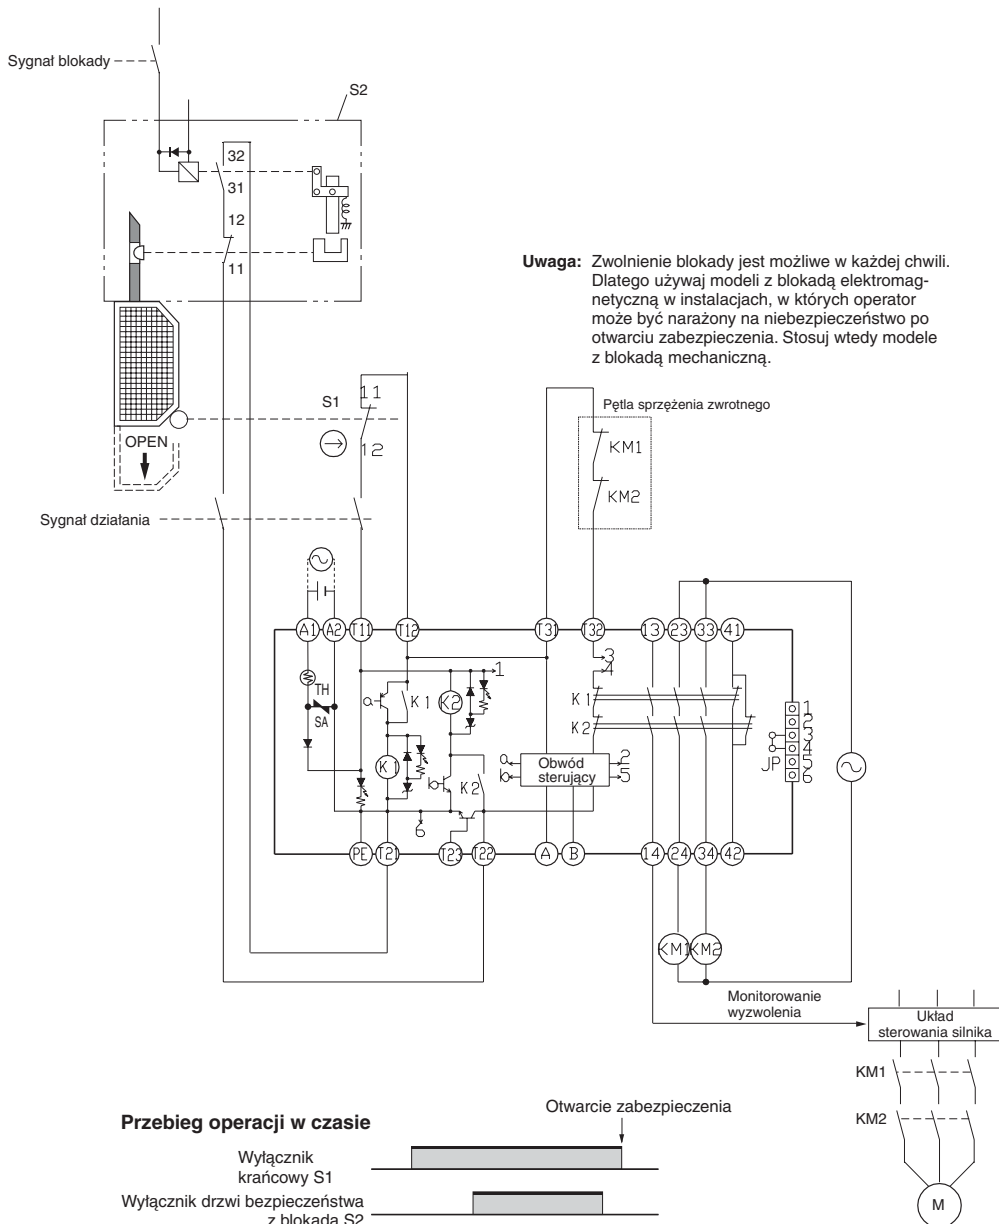 Sygnał blokady
S2
32
31
12
11
Uwaga: Zwolnienie blokady jest możliwe w każdej chwili.
Dlatego używaj modeli z blokadą elektromag-
netyczną w instalacjach, w których operator
może być narażony na niebezpieczeństwo po
otwarciu zabezpieczenia. Stosuj wtedy modele
z blokadą mechaniczną.
S1
11
12
OPEN
Pętla sprzężenia zwrotnego
KM1
KM2
Sygnał działania
A1 A2 T11 T12 T31 T32 13 23 33 41
TH
SA
a
K1
K2
1
3
4
K1
K2
K1
b
K2
6
a
b
Obwód
sterujący
2
5
JP
1
2
3
4
5
6
PE T21 T23 T22 A B 14 24 34 42
KM1 KM2
Monitorowanie
wyzwolenia
Układ
sterowania silnika
KM1
KM2
M
Przebieg operacji w czasie
Otwarcie zabezpieczenia
Wyłącznik
krańcowy S1
Wyłącznik drzwi bezpieczeństwa
z blokadą S2